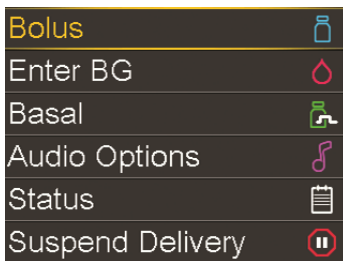 Bolus
Enter BG
Basal
Audio Options
Status
Suspend Delivery